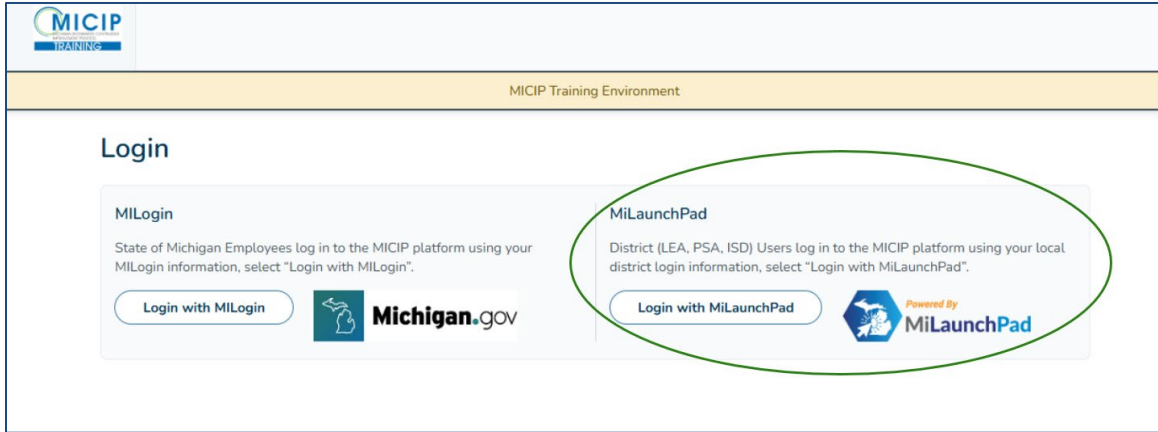 MICIP
TRAINING
MICIP Training Environment
Login
MILogin
State of Michigan Employees log in to the MICIP platform using your
MILogin information, select “Login with MILogin”.
Login with MILogin
Michigan.gov
MiLaunchPad
District (LEA, PSA, ISD) Users log in to the MICIP platform using your local
district login information, select “Login with MiLaunchPad”.
Login with MiLaunchPad
Powered By
MiLaunchPad